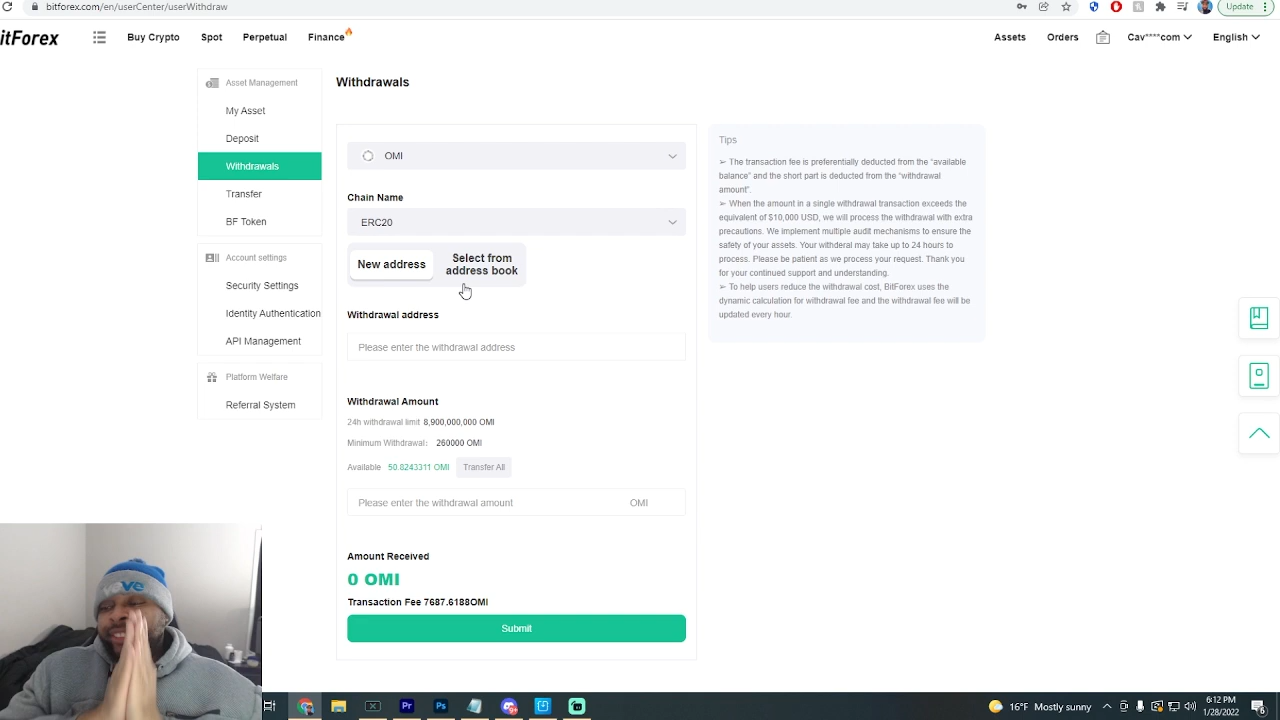 bitforex.com/en/userCenter/userWithdraw
Update
itForex
Buy Crypto
Spot
Perpetual
Finance
Assets
Orders
Cav****com
English
Asset Management
My Asset
Deposit
Withdrawals
Transfer
BF Token
Account settings
Security Settings
Identity Authentication
API Management
Platform Welfare
Referral System
Withdrawals
OMI
Chain Name
ERC20
New address
Select from
address book
Withdrawal address
Please enter the withdrawal address
Withdrawal Amount
24h withdrawal limit 8,900,000,000 OMI
Minimum Withdrawal: 260000 OMI
Available 50.8243311 OMI Transfer All
Please enter the withdrawal amount OMI
Amount Received
0 OMI
Transaction Fee 7687.6188OMI
Submit
Tips
➢ The transaction fee is preferentially deducted from the “available
balance” and the short part is deducted from the “withdrawal
amount”.
➢ When the amount in a single withdrawal transaction exceeds the
equivalent of $10,000 USD, we will process the withdrawal with extra
precautions. We implement multiple audit mechanisms to ensure the
safety of your assets. Your withderal may take up to 24 hours to
process. Please be patient as we process your request. Thank you
for your continued support and understanding.
➢ To help users reduce the withdrawal cost, BitForex uses the
dynamic calculation for withdrawal fee and the withdrawal fee will be
updated every hour.
Pr
Ps
16°F Mostly sunny
6:12 PM
1/28/2022
6